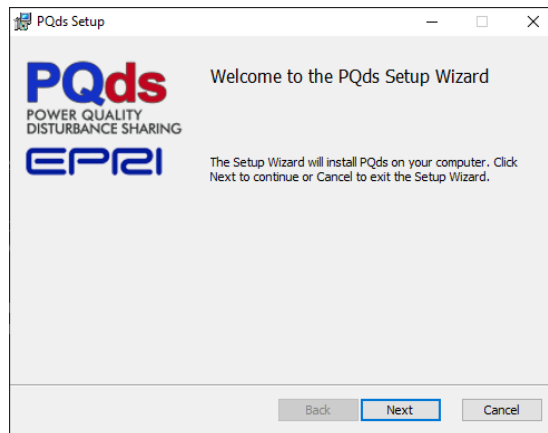 PQds Setup
PQds
POWER QUALITY
DISTURBANCE SHARING
EPRI
Welcome to the PQds Setup Wizard
The Setup Wizard will install PQds on your computer. Click
Next to continue or Cancel to exit the Setup Wizard.
Back
Next
Cancel